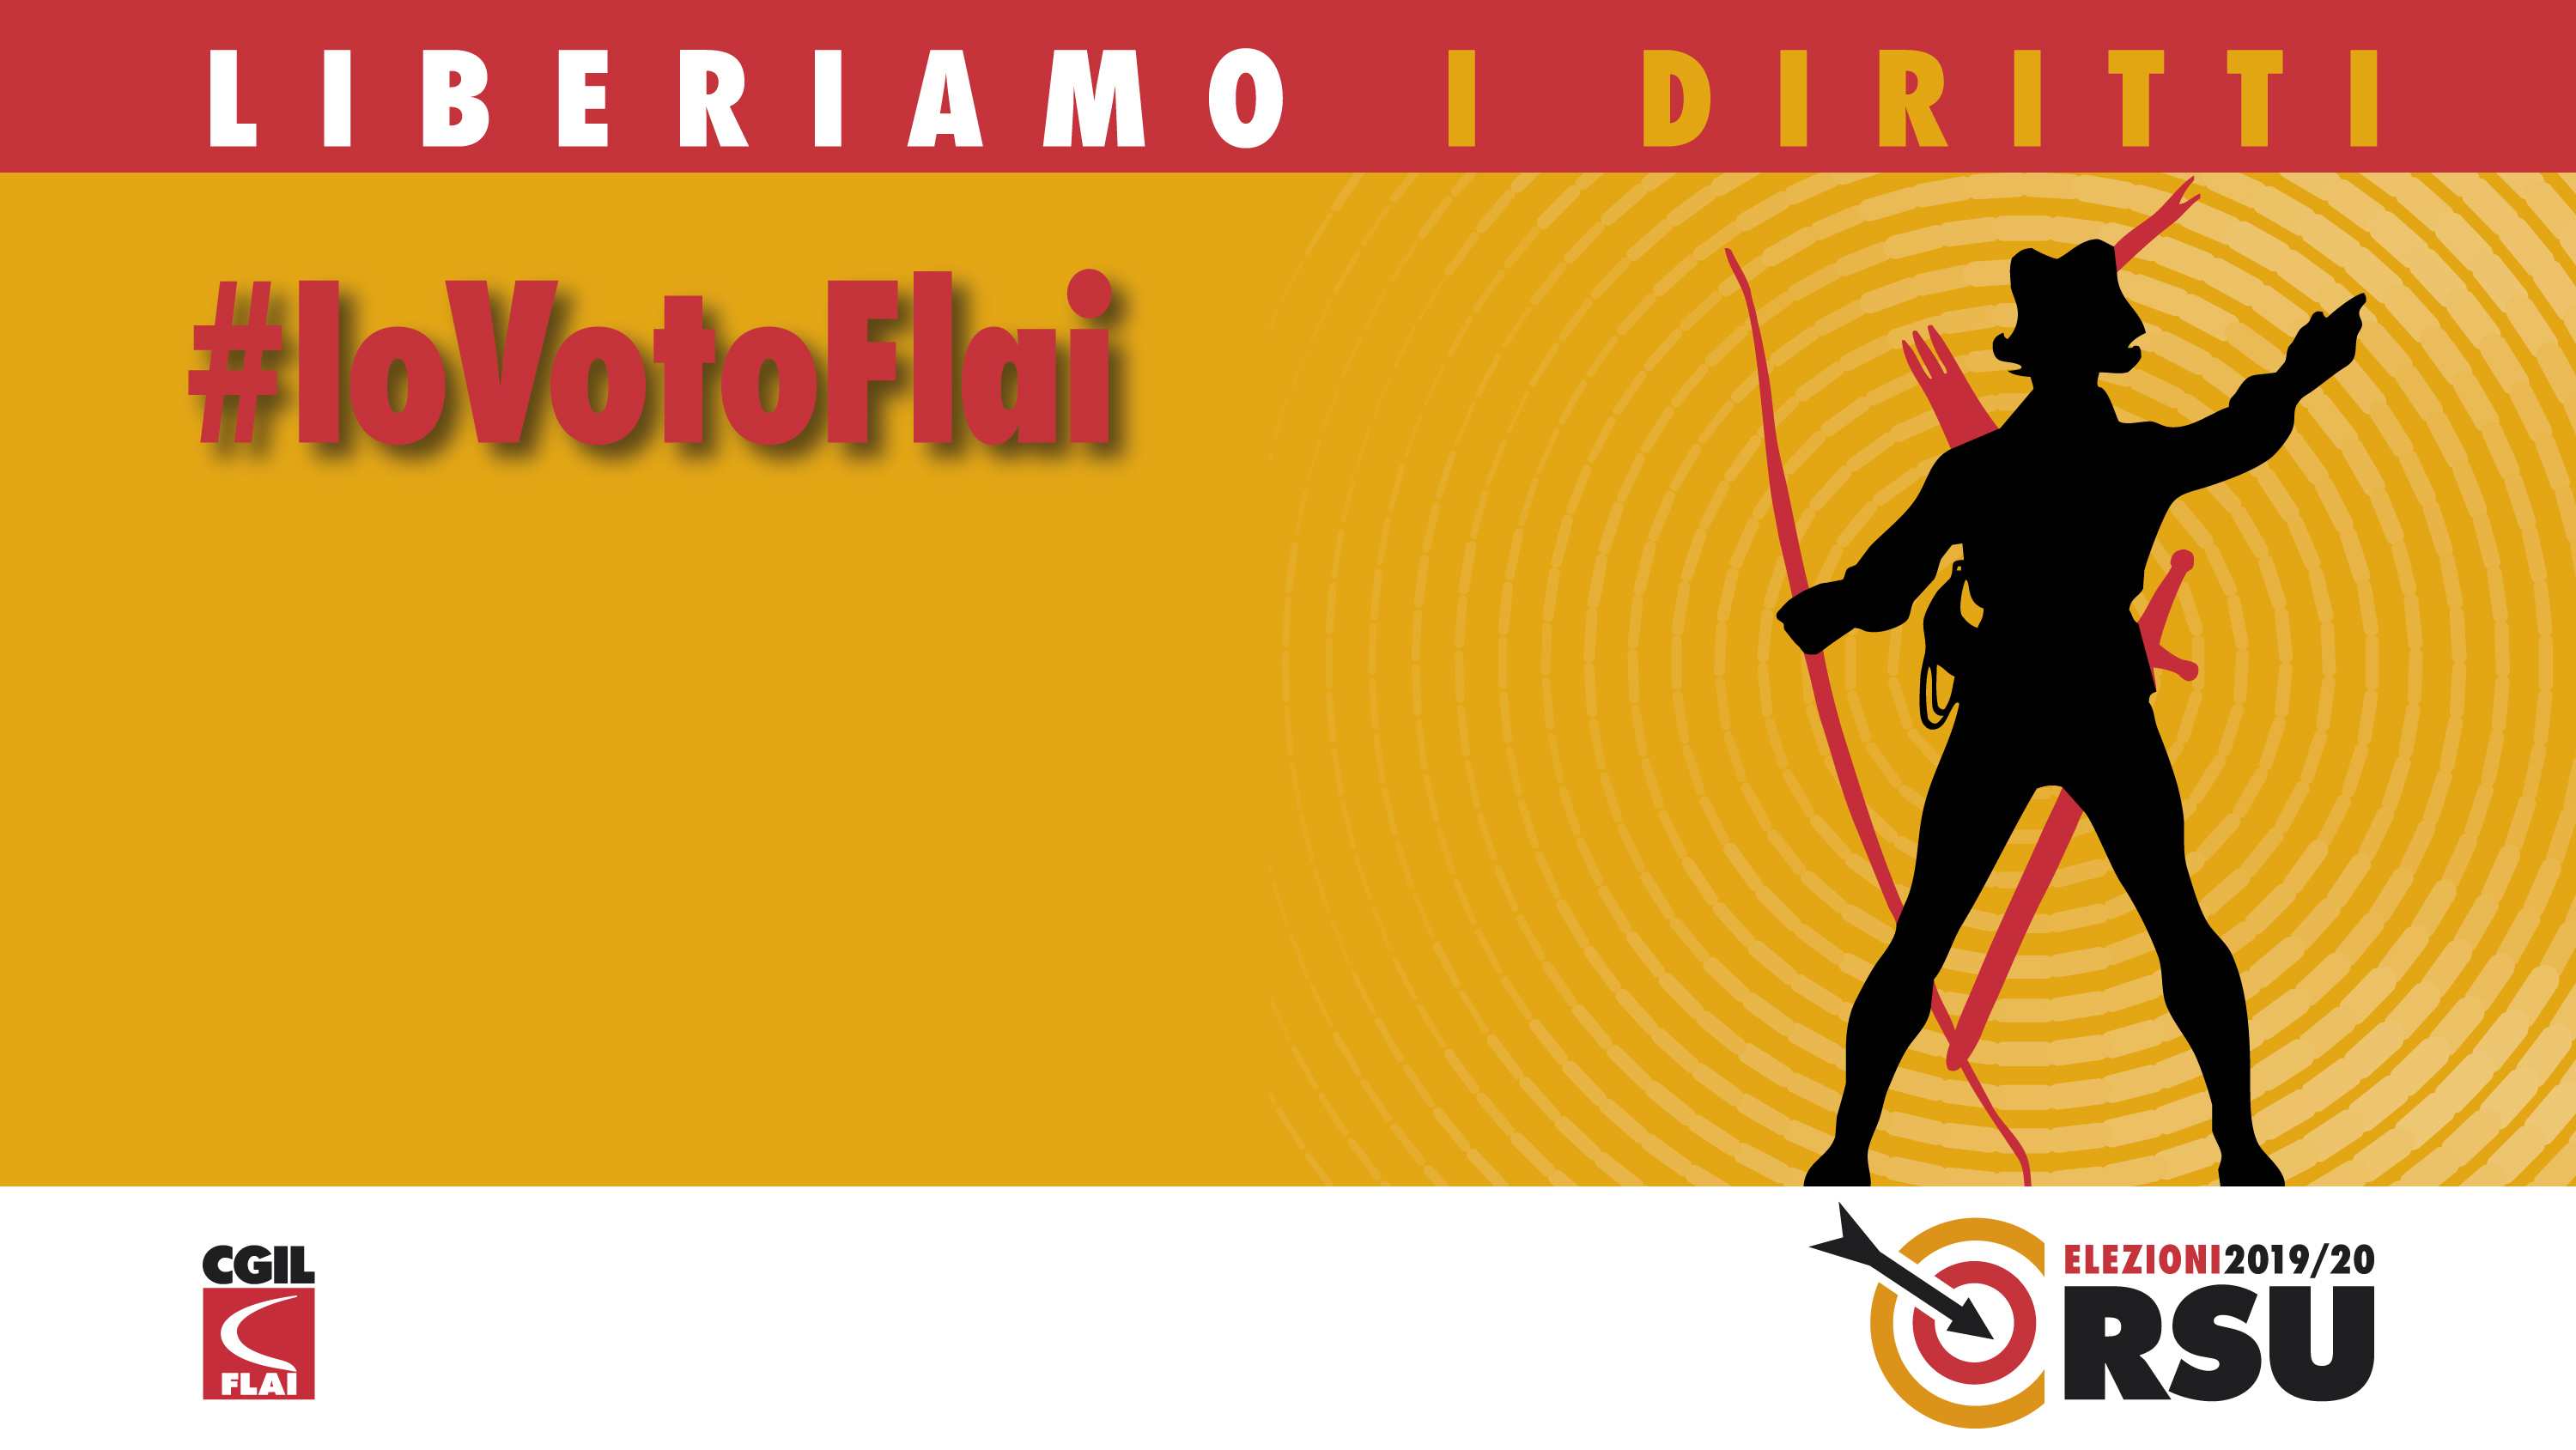 LIBERIAMO I DIRITTI
#IoVotoFlai
CGIL
FLAI
ELEZIONI2019/20
RSU